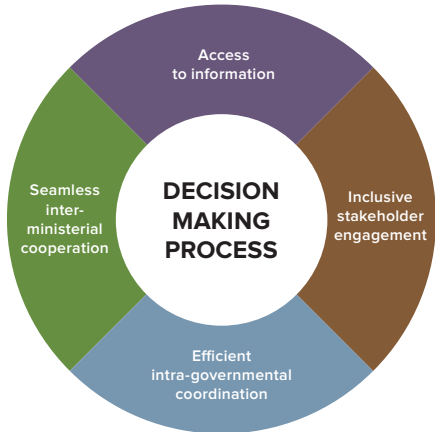 Access
to information
Seamless
inter-
ministerial
cooperation
DECISION
MAKING
PROCESS
Inclusive
stakeholder
engagement
Efficient
intra-governmental
coordination